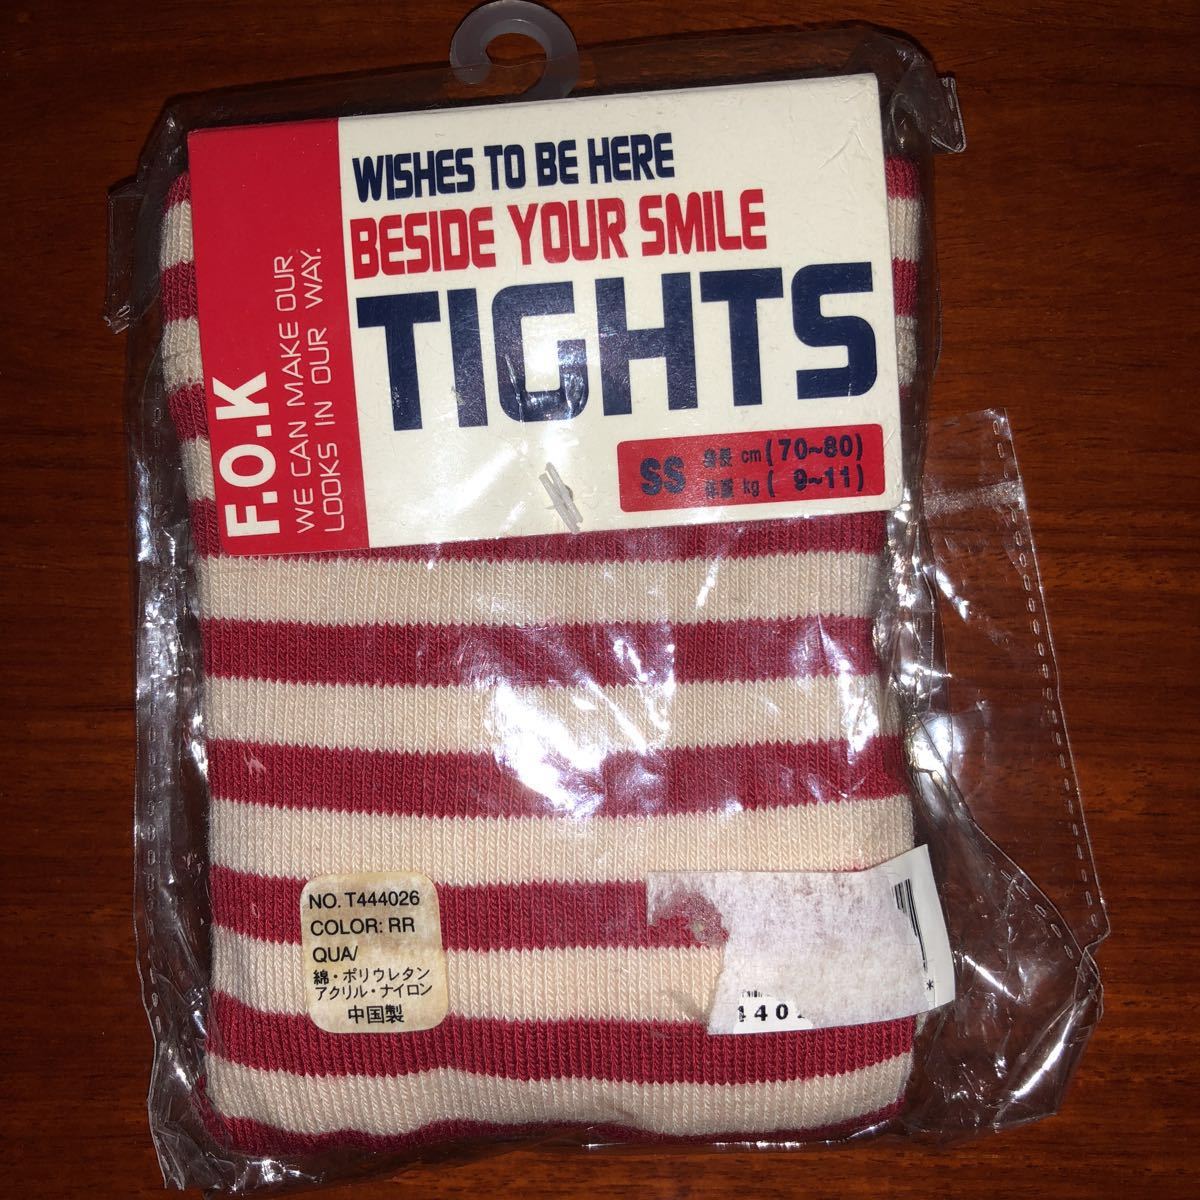 F.O.K
WE CAN MAKE OUR
LOOKS IN OUR WAY.
WISHES TO BE HERE
BESIDE YOUR SMILE
TIGHTS
SS
身長 cm (70~80)
体重 kg ( 9~11)
NO. T444026
COLOR: RR
QUA/
綿・ポリウレタン
アクリル・ナイロン
中国製
*
440